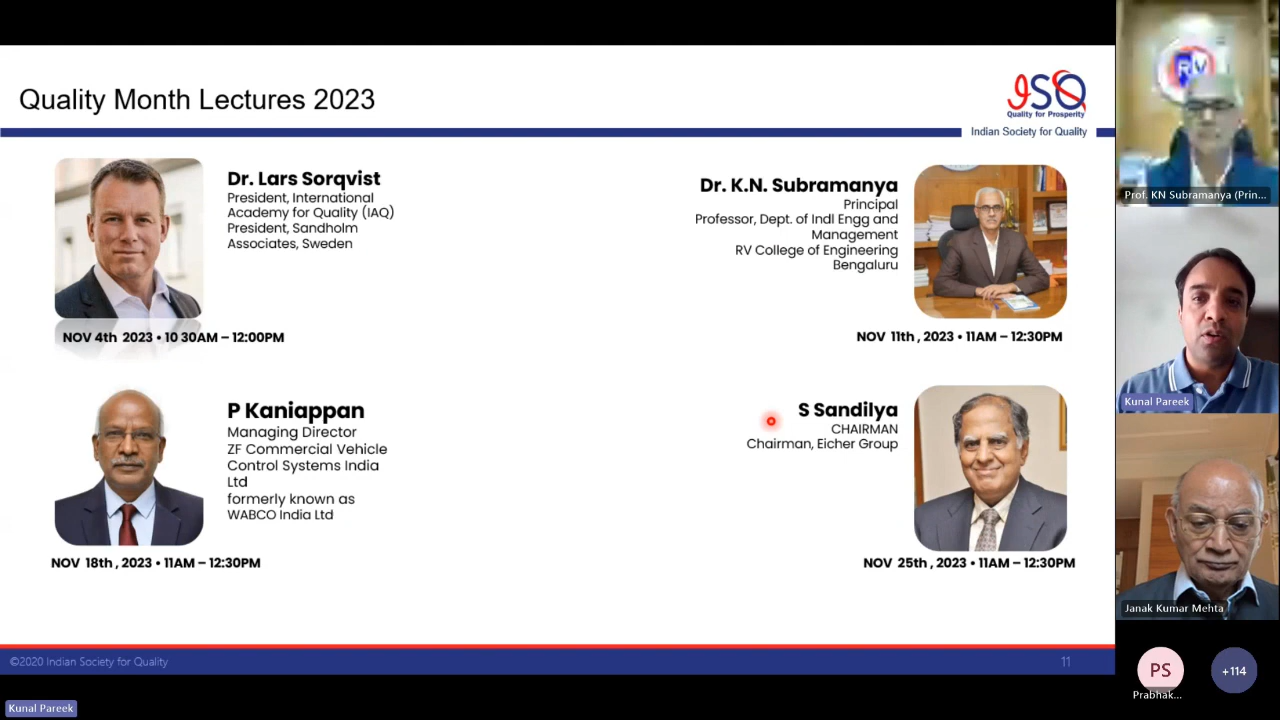 Quality Month Lectures 2023
ISQ
Quality for Prosperity
Indian Society for Quality
Dr. Lars Sorqvist
President, International
Academy for Quality (IAQ)
President, Sandholm
Associates, Sweden
NOV 4th 2023 • 10 30AM – 12:00PM
Dr. K.N. Subramanya
Principal
Professor, Dept. of Indl Engg and
Management
RV College of Engineering
Bengaluru
NOV 11th , 2023 • 11AM – 12:30PM
P Kaniappan
Managing Director
ZF Commercial Vehicle
Control Systems India
Ltd
formerly known as
WABCO India Ltd
NOV 18th , 2023 • 11AM – 12:30PM
S Sandilya
CHAIRMAN
Chairman, Eicher Group
NOV 25th , 2023 • 11AM – 12:30PM
©2020 Indian Society for Quality
11
RV
Prof. KN Subramanya (Prin...
Kunal Pareek
Janak Kumar Mehta
PS
Prabhak...
+114
Kunal Pareek